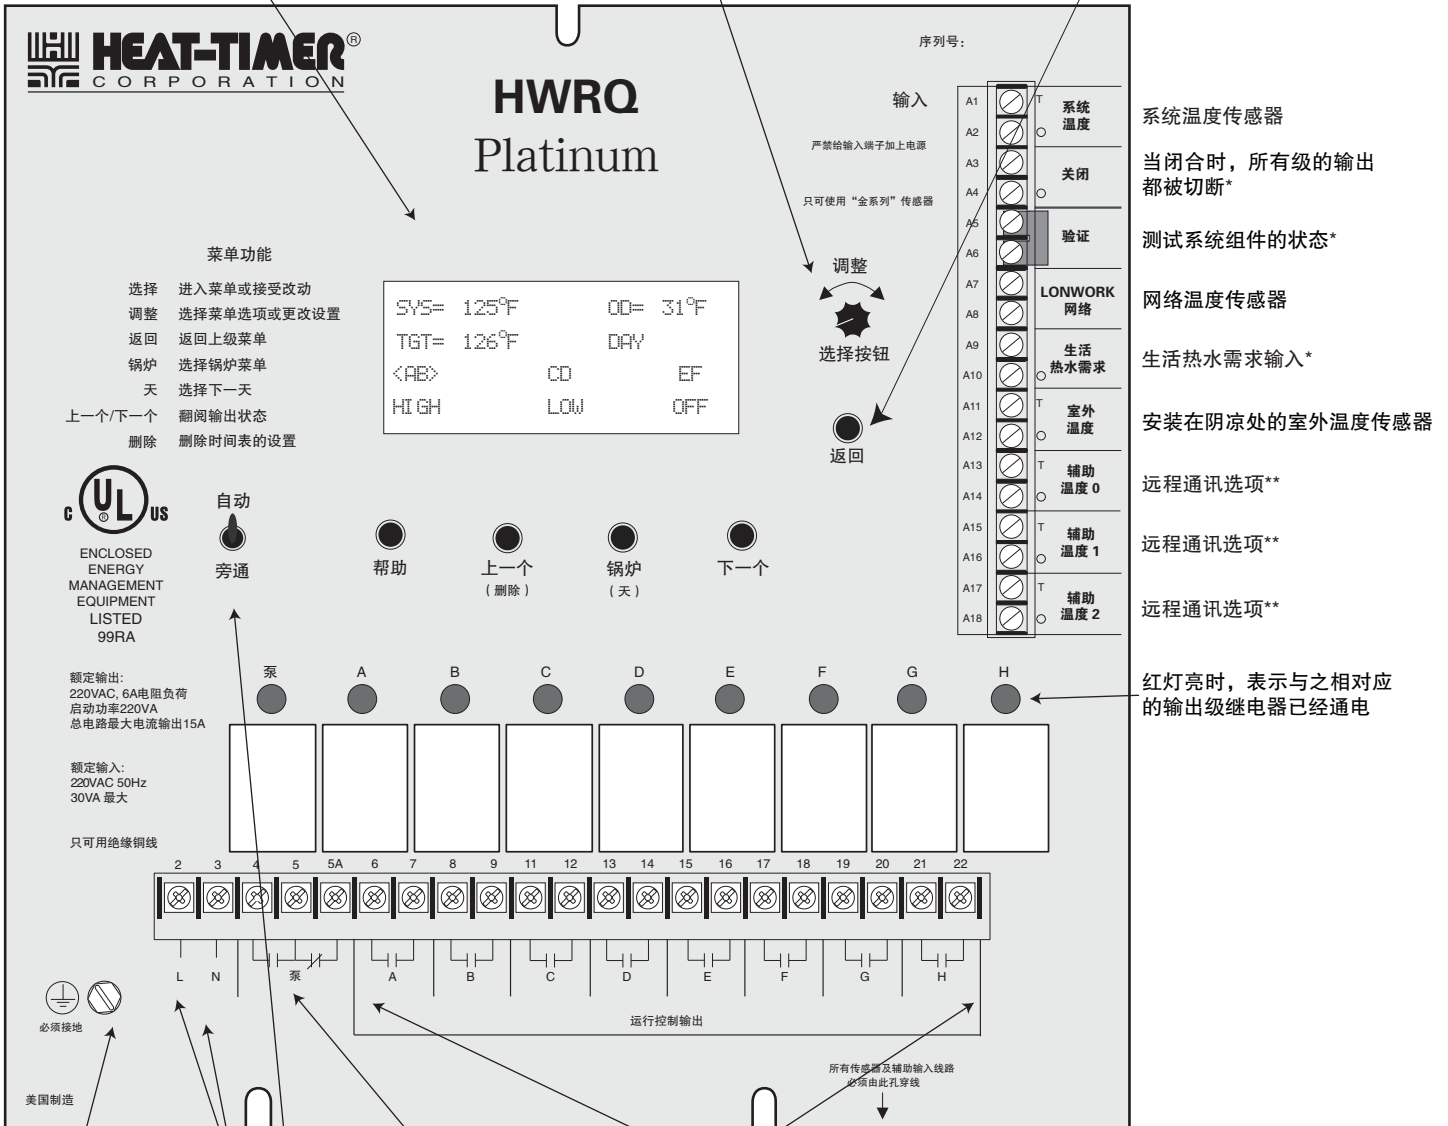 HEAT-TIMER®
CORPORATION
HWRQ
Platinum
序列号:
输入
严禁给输入端子加上电源
只可使用“金系列”传感器
菜单功能
选择 进入菜单或接受改动
调整 选择菜单选项或更改设置
返回 返回上级菜单
锅炉 选择锅炉菜单
天 选择下一天
上一个/下一个 翻阅输出状态
删除 删除时间表的设置
SYS= 125°F OD= 31°F
TGT= 126°F DAY
<AB> CD EF
HIGH LOW OFF
调整
选择按钮
返回
A1 T 系统
A2 温度
A3 关闭
A4
A5 验证
A6
A7 LONWORK
A8 网络
A9 生活
A10 热水需求
A11 T 室外
A12 温度
A13 T 辅助
A14 温度 0
A15 T 辅助
A16 温度 1
A17 T 辅助
A18 温度 2
系统温度传感器
当闭合时，所有级的输出
都被切断*
测试系统组件的状态*
网络温度传感器
生活热水需求输入*
安装在阴凉处的室外温度传感器
远程通讯选项**
远程通讯选项**
远程通讯选项**
红灯亮时，表示与之相对应
的输出级继电器已经通电
C UL® US
ENCLOSED
ENERGY
MANAGEMENT
EQUIPMENT
LISTED
99RA
自动
旁通
帮助
上一个
(删除)
锅炉
(天)
下一个
额定输出:
220VAC, 6A电阻负荷
启动功率220VA
总电路最大电流输出15A
额定输入:
220VAC 50Hz
30VA 最大
只可用绝缘铜线
泵 A B C D E F G H
2 3 4 5 5A 6 7 8 9 11 12 13 14 15 16 17 18 19 20 21 22
L N 泵 A B C D E F G H
运行控制输出
必须接地
美国制造
所有传感器及辅助输入线路
必须由此孔穿线